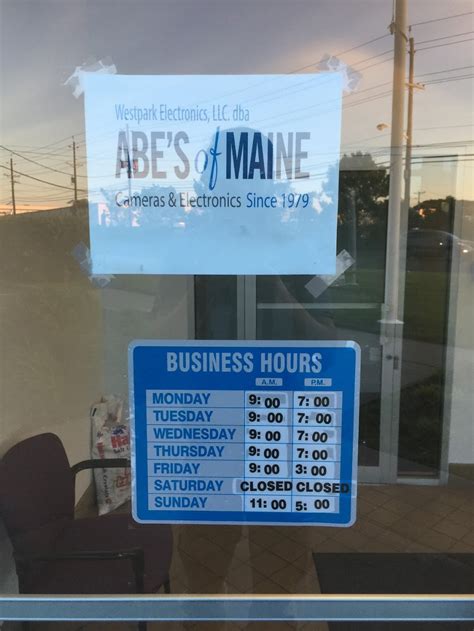 Westpark Electronics, LLC. dba
ABE'S of MAINE
Cameras & Electronics Since 1979
BUSINESS HOURS
A.M. P.M.
MONDAY 9:00 7:00
TUESDAY 9:00 7:00
WEDNESDAY 9:00 7:00
THURSDAY 9:00 7:00
FRIDAY 9:00 3:00
SATURDAY CLOSED CLOSED
SUNDAY 11:00 5:00